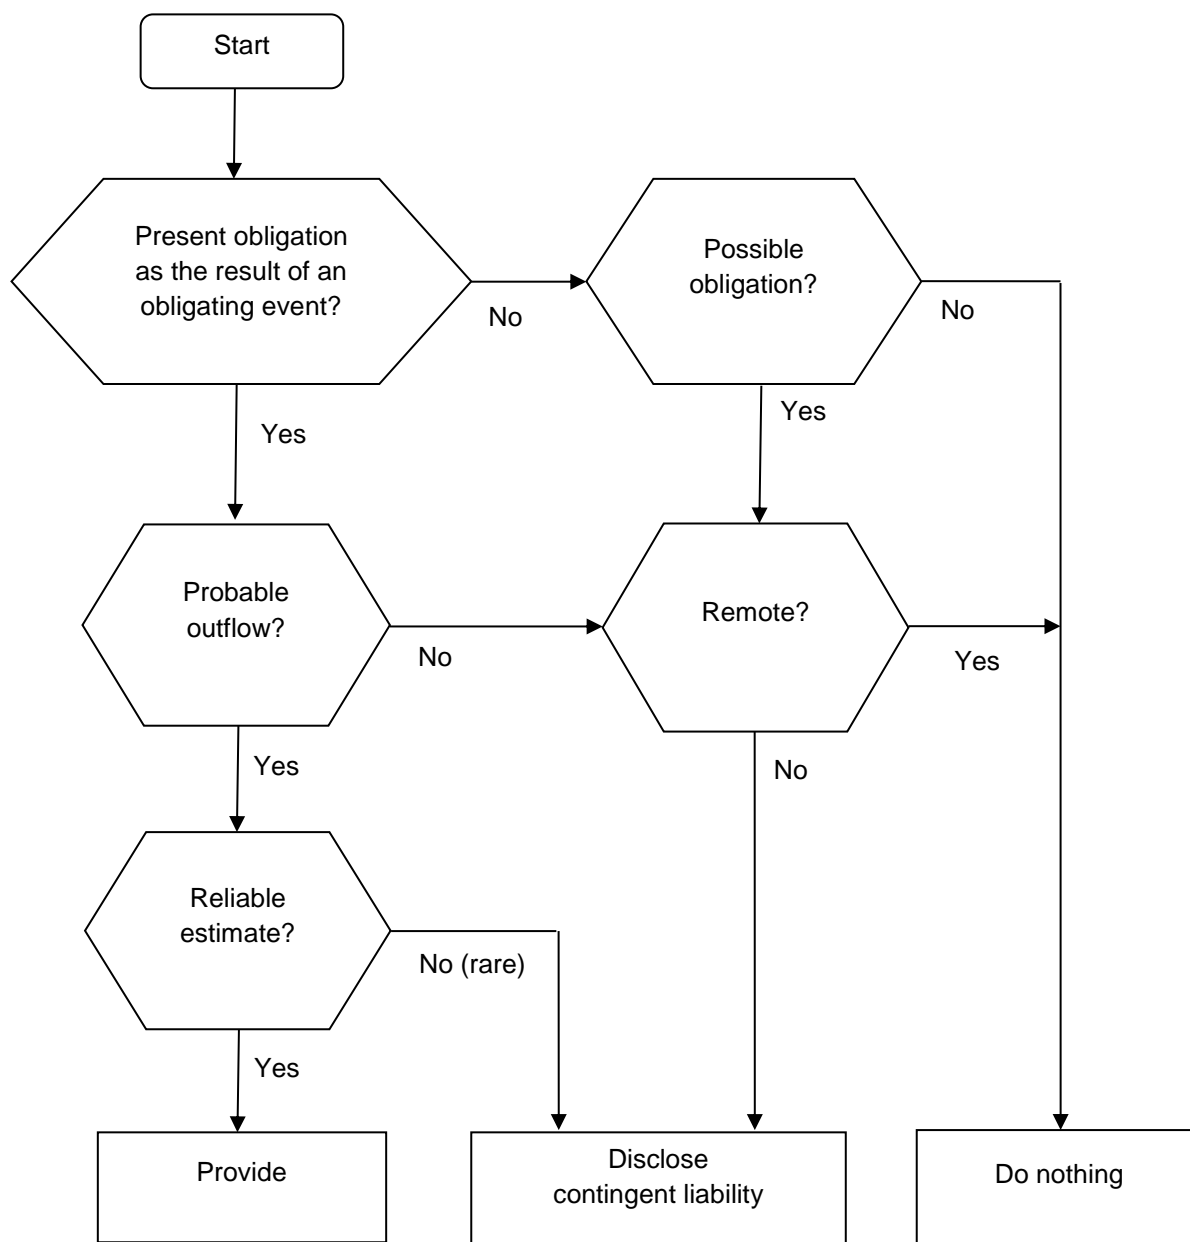 Start
Present obligation
as the result of an
obligating event?
No
Possible
obligation?
No
Yes
Yes
Probable
outflow?
No
Remote?
Yes
Yes
No
Reliable
estimate?
No (rare)
Yes
Provide
Disclose
contingent liability
Do nothing